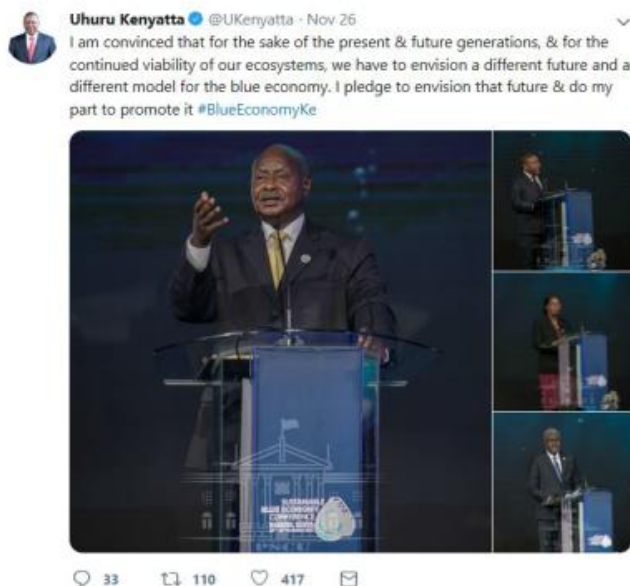 Uhuru Kenyatta @UKenyatta · Nov 26
I am convinced that for the sake of the present & future generations, & for the
continued viability of our ecosystems, we have to envision a different future and a
different model for the blue economy. I pledge to envision that future & do my
part to promote it #BlueEconomyKe
SUSTAINABLE
BLUE ECONOMY
CONFERENCE
PSCU
33 110 417